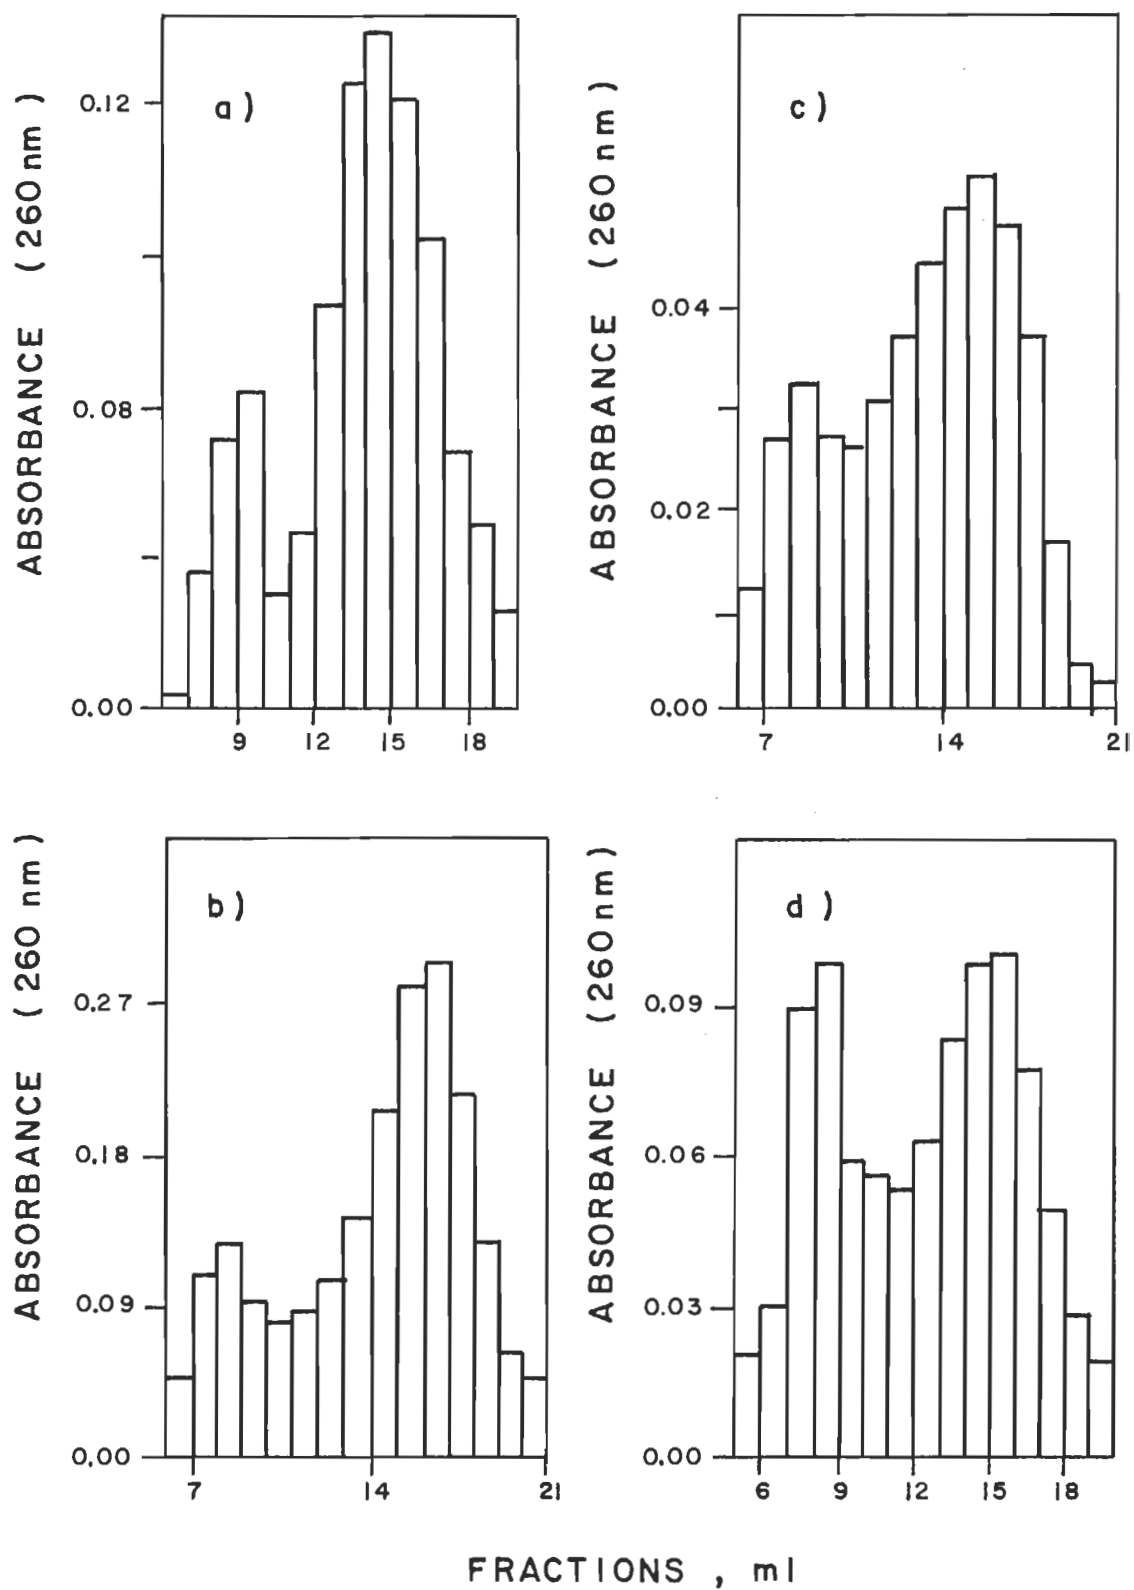 a)
ABSORBANCE (260 nm)
0.12
0.08
0.00
9 12 15 18
c)
ABSORBANCE (260 nm)
0.04
0.02
0.00
7 14 21
b)
ABSORBANCE (260 nm)
0.27
0.18
0.09
0.00
7 14 21
d)
ABSORBANCE (260 nm)
0.09
0.06
0.03
0.00
6 9 12 15 18
FRACTIONS , ml